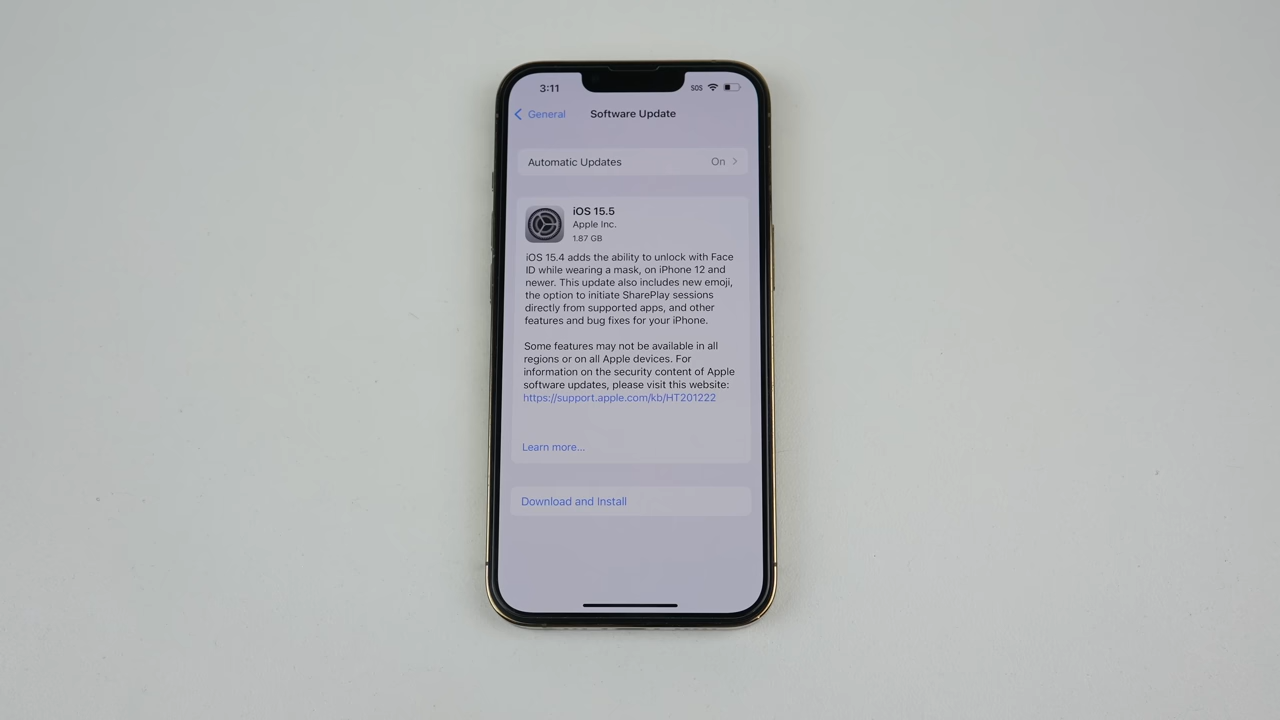 3:11
SOS
General
Software Update
Automatic Updates
On
iOS 15.5
Apple Inc.
1.87 GB
iOS 15.4 adds the ability to unlock with Face
ID while wearing a mask, on iPhone 12 and
newer. This update also includes new emoji,
the option to initiate SharePlay sessions
directly from supported apps, and other
features and bug fixes for your iPhone.
Some features may not be available in all
regions or on all Apple devices. For
information on the security content of Apple
software updates, please visit this website:
https://support.apple.com/kb/HT201222
Learn more...
Download and Install